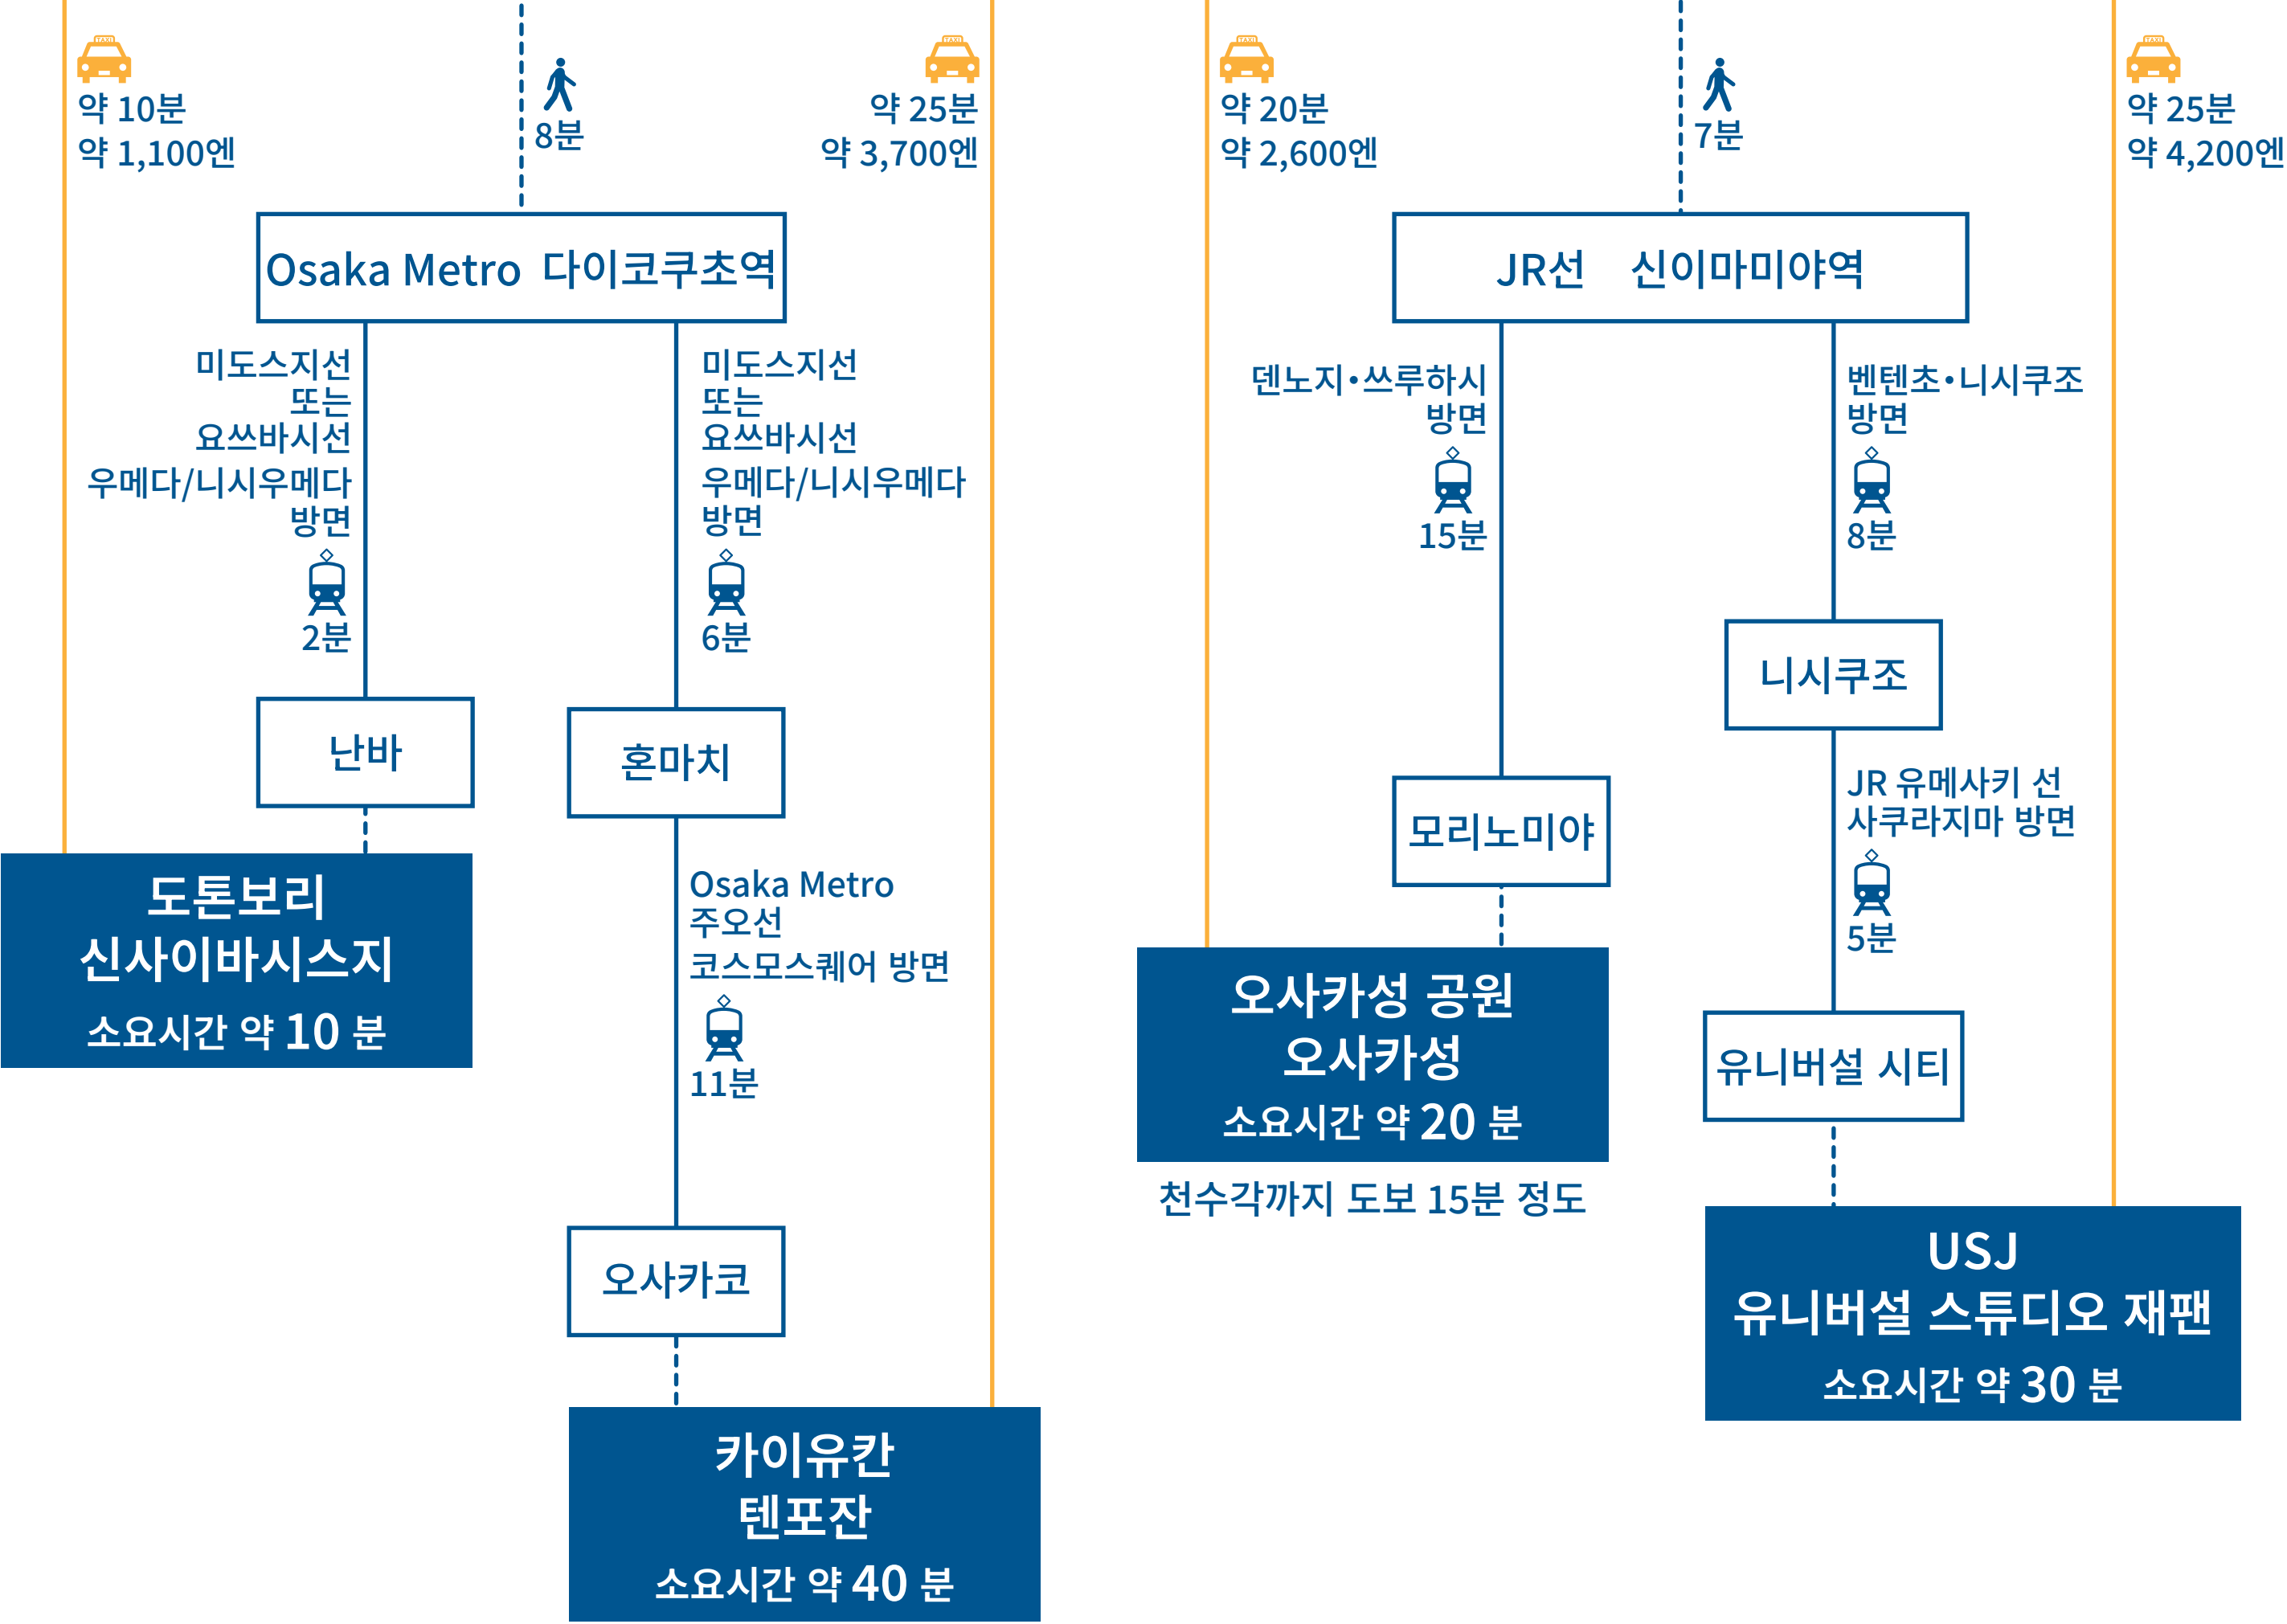 TAXI
약 10분
약 1,100엔
8분
TAXI
약 25분
약 3,700엔
Osaka Metro 다이코쿠초역
미도스지선
또는
요쓰바시선
우메다/니시우메다
방면
2분
미도스지선
또는
요쓰바시선
우메다/니시우메다
방면
6분
난바
혼마치
도톤보리
신사이바시스지
소요시간 약 10 분
Osaka Metro
주오선
코스모스퀘어 방면
11분
오사카코
카이유칸
텐포잔
소요시간 약 40 분
TAXI
약 20분
약 2,600엔
7분
TAXI
약 25분
약 4,200엔
JR선 신이마미야역
덴노지・쓰루하시
방면
15분
벤텐초・니시쿠조
방면
8분
니시쿠조
모리노미야
JR 유메사키 선
사쿠라지마 방면
5분
오사카성 공원
오사카성
소요시간 약 20 분
천수각까지 도보 15분 정도
유니버설 시티
USJ
유니버설 스튜디오 재팬
소요시간 약 30 분